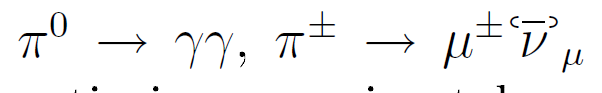 π⁰ → γγ, π± → μ± ⁽ν̅⁾μ